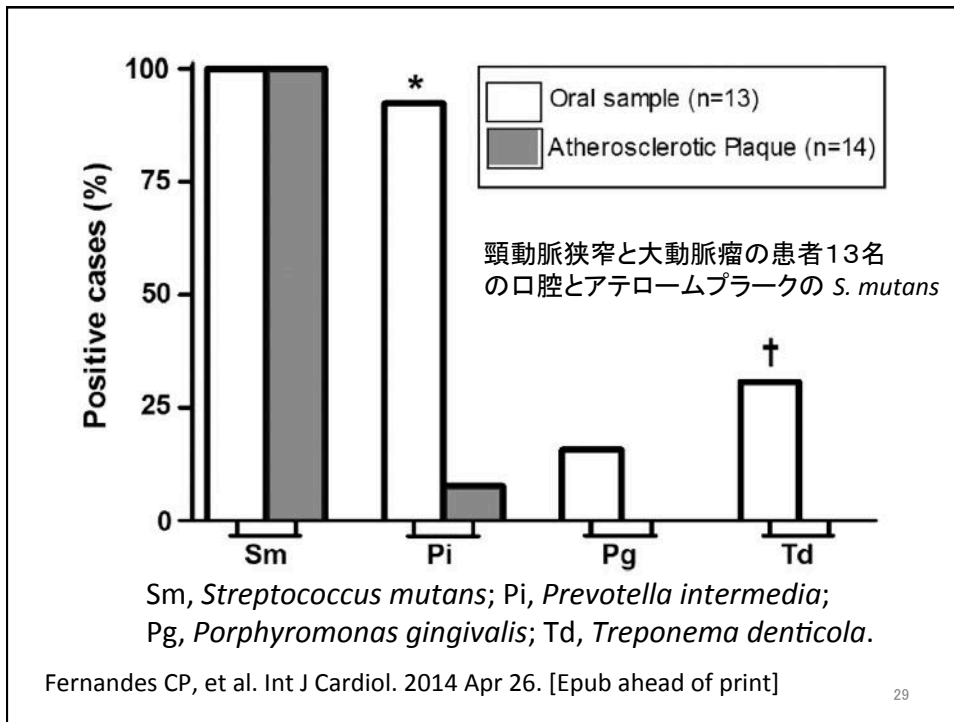 100
75
50
25
0
Positive cases (%)
*
†
Oral sample (n=13)
Atherosclerotic Plaque (n=14)
頸動脈狭窄と大動脈瘤の患者１３名
の口腔とアテロームプラークの S. mutans
Sm
Pi
Pg
Td
Sm, Streptococcus mutans; Pi, Prevotella intermedia;
Pg, Porphyromonas gingivalis; Td, Treponema denticola.
Fernandes CP, et al. Int J Cardiol. 2014 Apr 26. [Epub ahead of print]
29